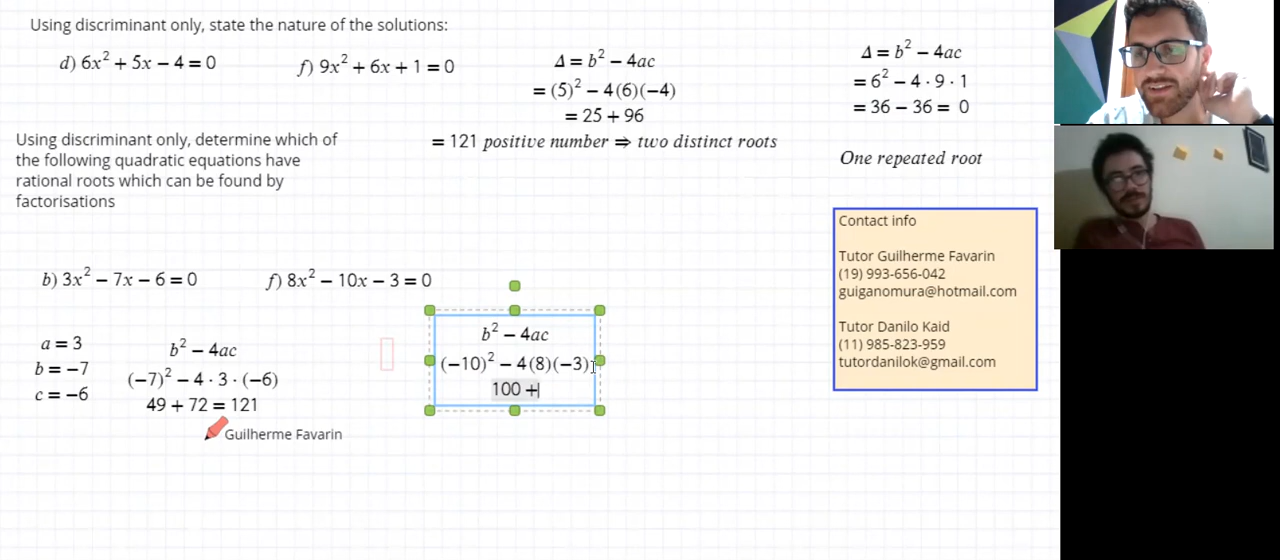 Using discriminant only, state the nature of the solutions:
d) 6x² + 5x − 4 = 0
f) 9x² + 6x + 1 = 0
Δ = b² − 4ac
= (5)² − 4(6)(−4)
= 25 + 96
= 121 positive number ⇒ two distinct roots
Δ = b² − 4ac
= 6² − 4 · 9 · 1
= 36 − 36 = 0
One repeated root
Using discriminant only, determine which of
the following quadratic equations have
rational roots which can be found by
factorisations
b) 3x² − 7x − 6 = 0
f) 8x² − 10x − 3 = 0
a = 3
b = −7
c = −6
b² − 4ac
(−7)² − 4 · 3 · (−6)
49 + 72 = 121
Guilherme Favarin
b² − 4ac
(−10)² − 4(8)(−3)
100 +
Contact info
Tutor Guilherme Favarin
(19) 993-656-042
guiganomura@hotmail.com
Tutor Danilo Kaid
(11) 985-823-959
tutordanilok@gmail.com